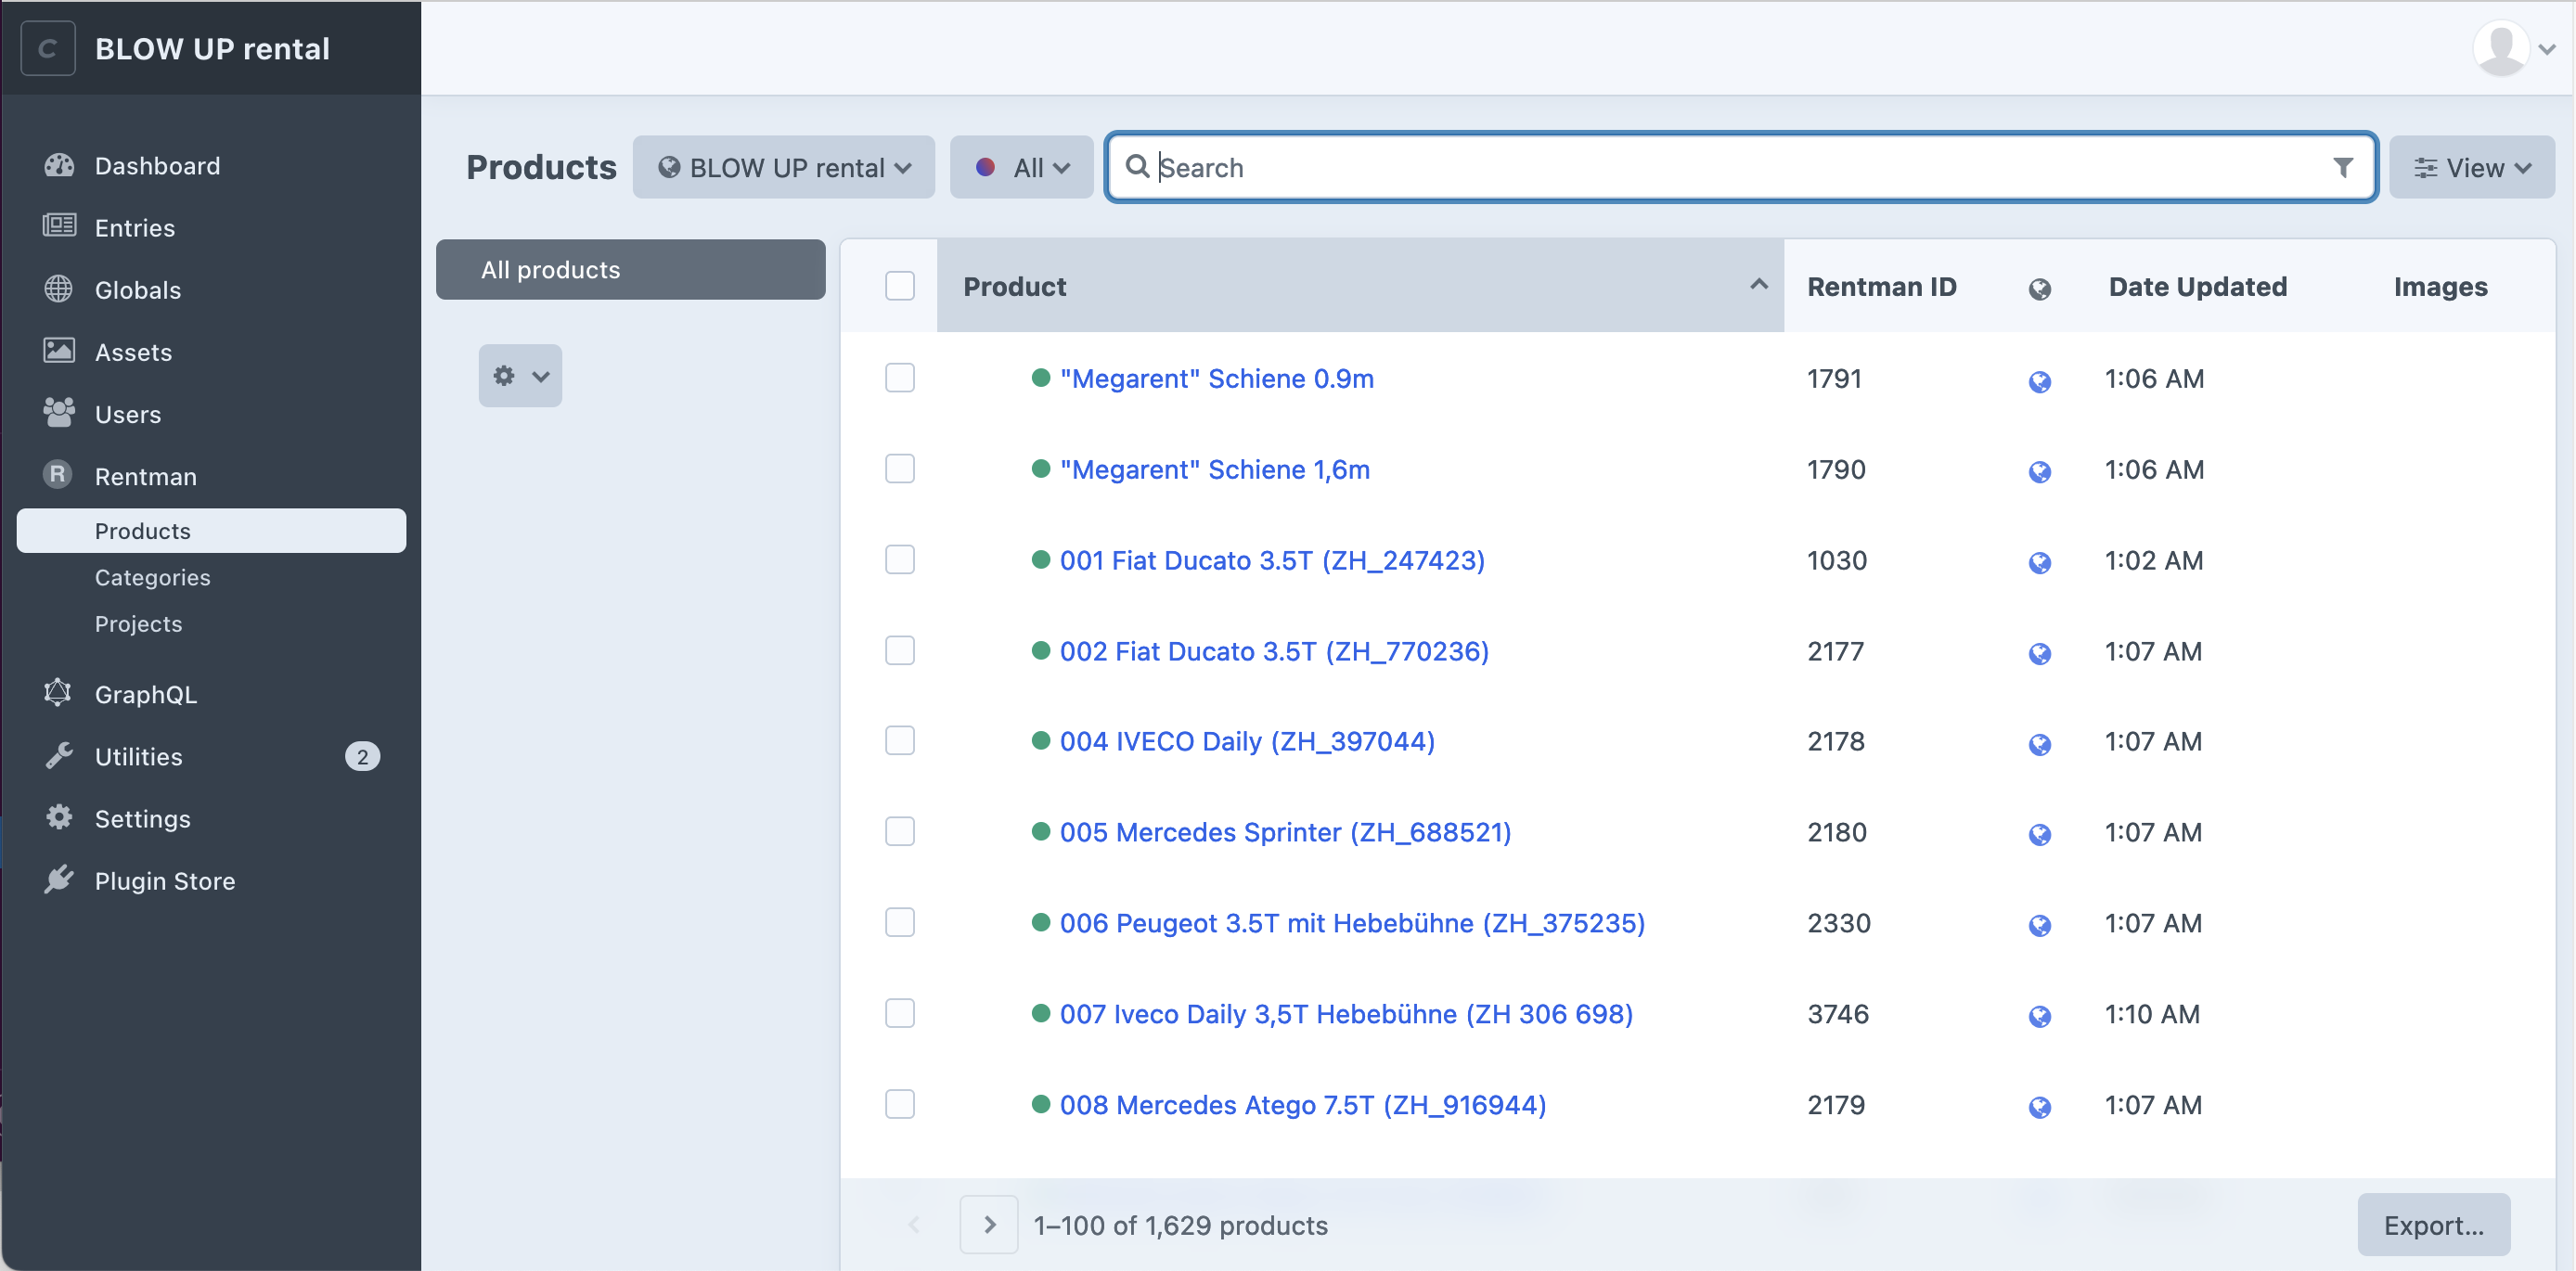 C BLOW UP rental
Dashboard
Entries
Globals
Assets
Users
R Rentman
Products
Categories
Projects
GraphQL
Utilities 2
Settings
Plugin Store
Products BLOW UP rental All Search View
All products
Product Rentman ID Date Updated Images
"Megarent" Schiene 0.9m 1791 1:06 AM
"Megarent" Schiene 1,6m 1790 1:06 AM
001 Fiat Ducato 3.5T (ZH_247423) 1030 1:02 AM
002 Fiat Ducato 3.5T (ZH_770236) 2177 1:07 AM
004 IVECO Daily (ZH_397044) 2178 1:07 AM
005 Mercedes Sprinter (ZH_688521) 2180 1:07 AM
006 Peugeot 3.5T mit Hebebühne (ZH_375235) 2330 1:07 AM
007 Iveco Daily 3,5T Hebebühne (ZH 306 698) 3746 1:10 AM
008 Mercedes Atego 7.5T (ZH_916944) 2179 1:07 AM
1–100 of 1,629 products Export...